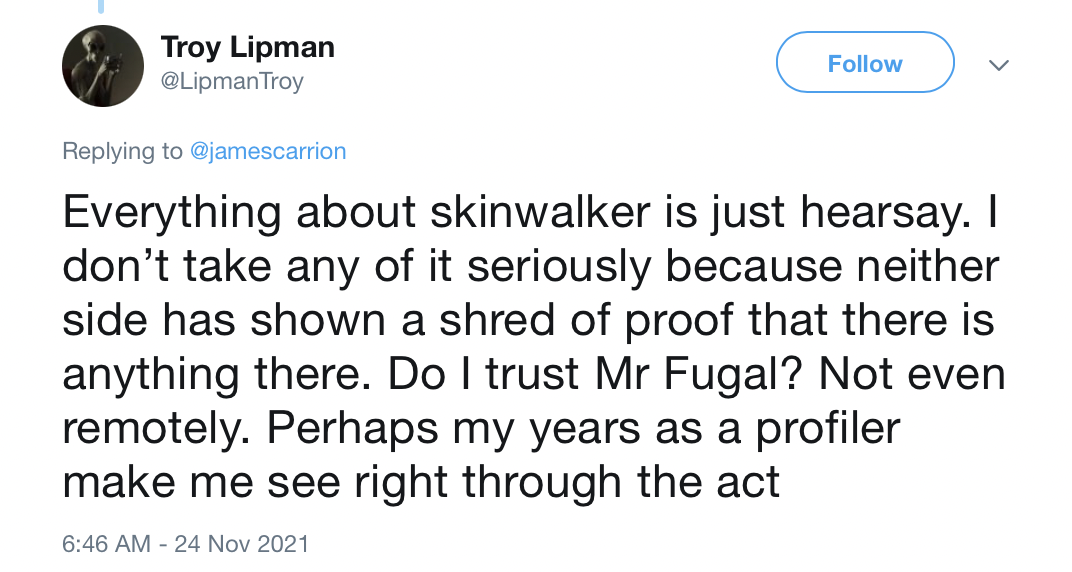 Troy Lipman
@LipmanTroy
Follow
Replying to @jamescarrion
Everything about skinwalker is just hearsay. I
don’t take any of it seriously because neither
side has shown a shred of proof that there is
anything there. Do I trust Mr Fugal? Not even
remotely. Perhaps my years as a profiler
make me see right through the act
6:46 AM - 24 Nov 2021